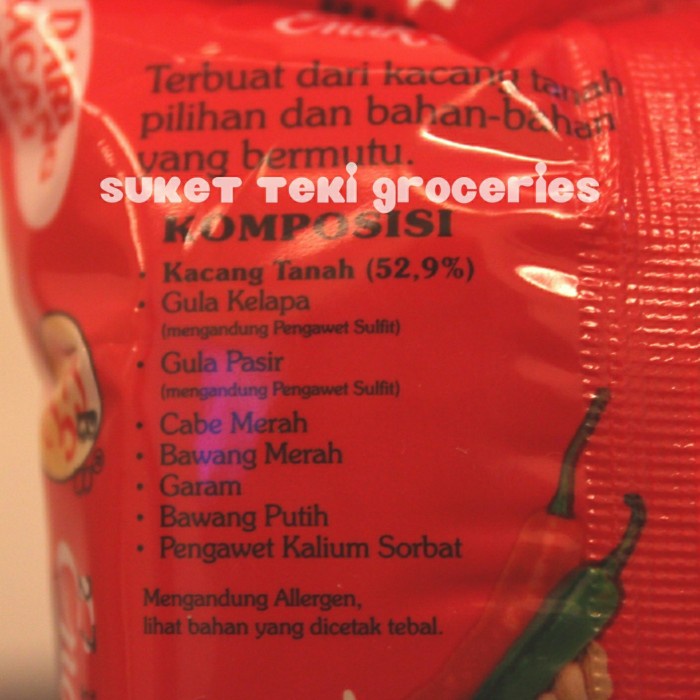 Enak
Terbuat dari kacang tanah
pilihan dan bahan-bahan
yang bermutu.
SUKET TEKI groceries
KOMPOSISI
• Kacang Tanah (52,9%)
• Gula Kelapa
(mengandung Pengawet Sulfit)
• Gula Pasir
(mengandung Pengawet Sulfit)
• Cabe Merah
• Bawang Merah
• Garam
• Bawang Putih
• Pengawet Kalium Sorbat
Mengandung Allergen,
lihat bahan yang dicetak tebal.